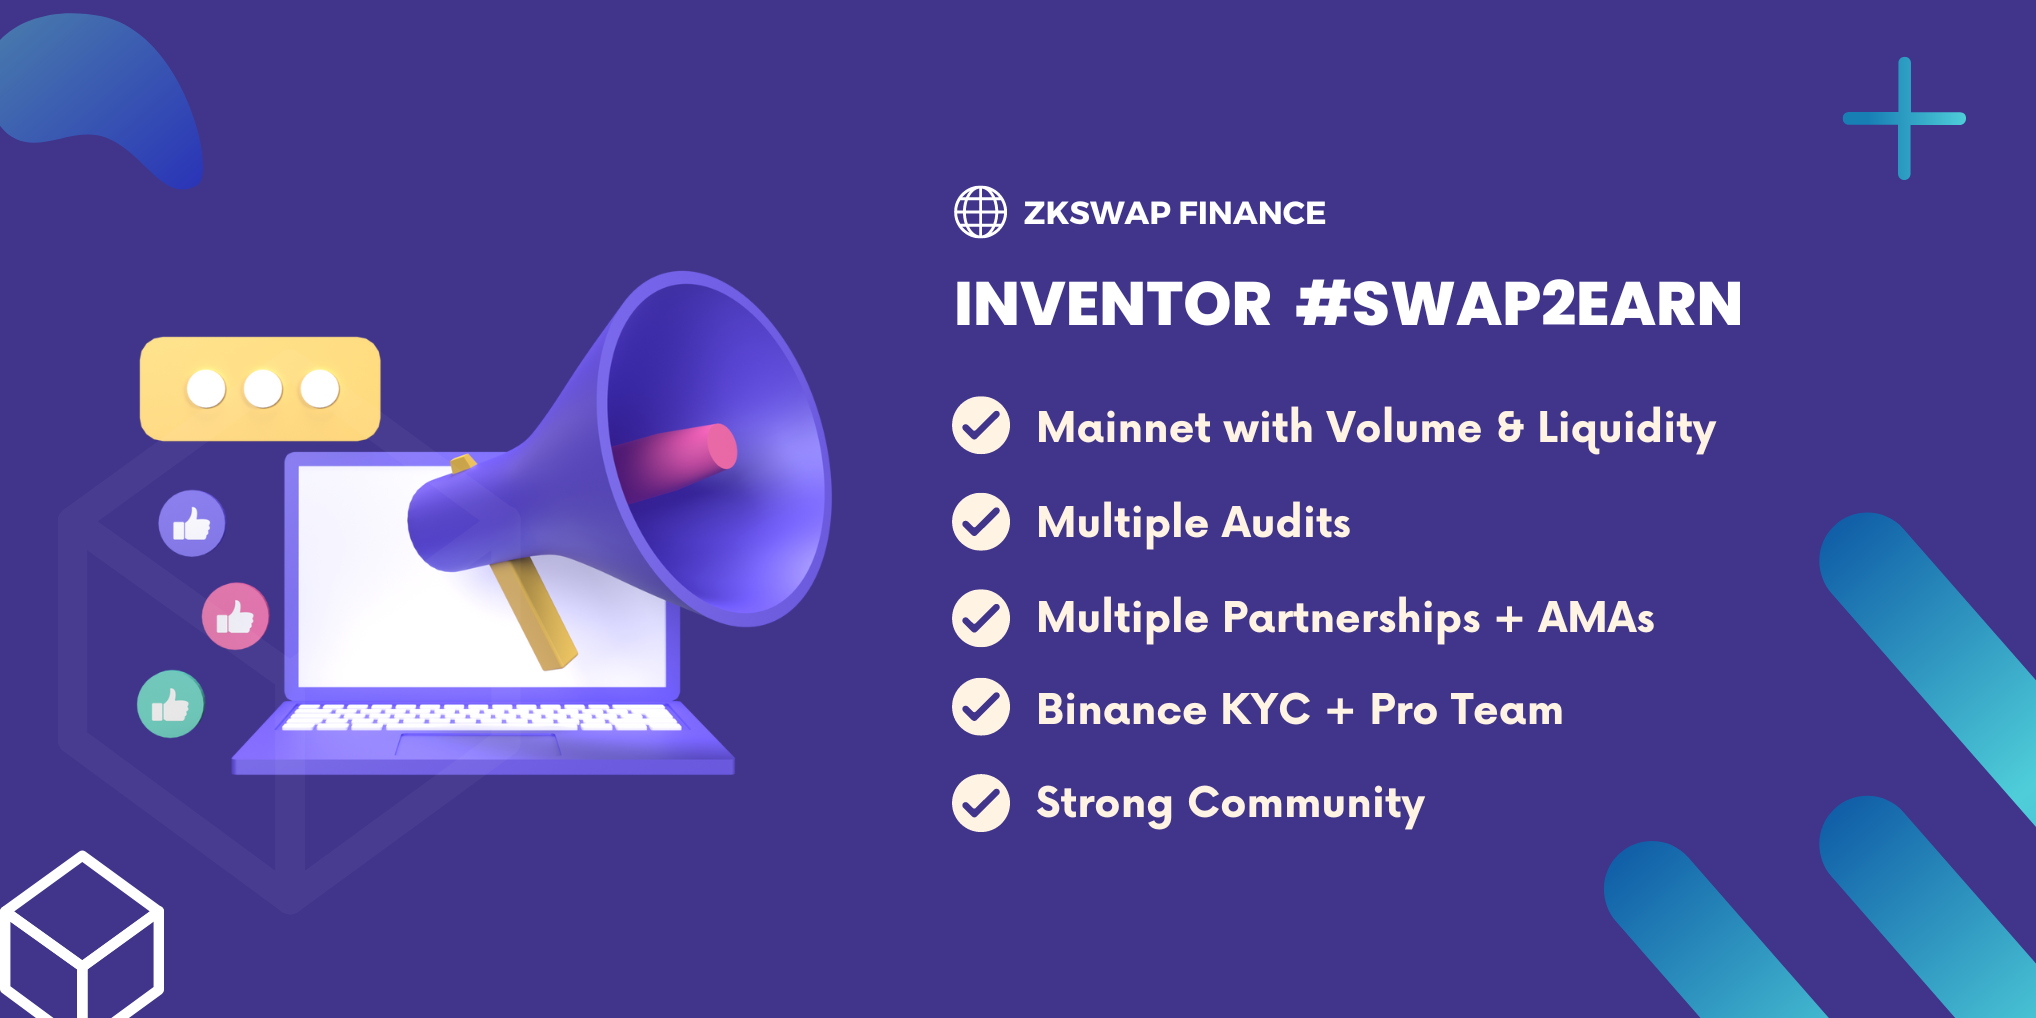 ZKSWAP FINANCE
INVENTOR #SWAP2EARN
Mainnet with Volume & Liquidity
Multiple Audits
Multiple Partnerships + AMAs
Binance KYC + Pro Team
Strong Community